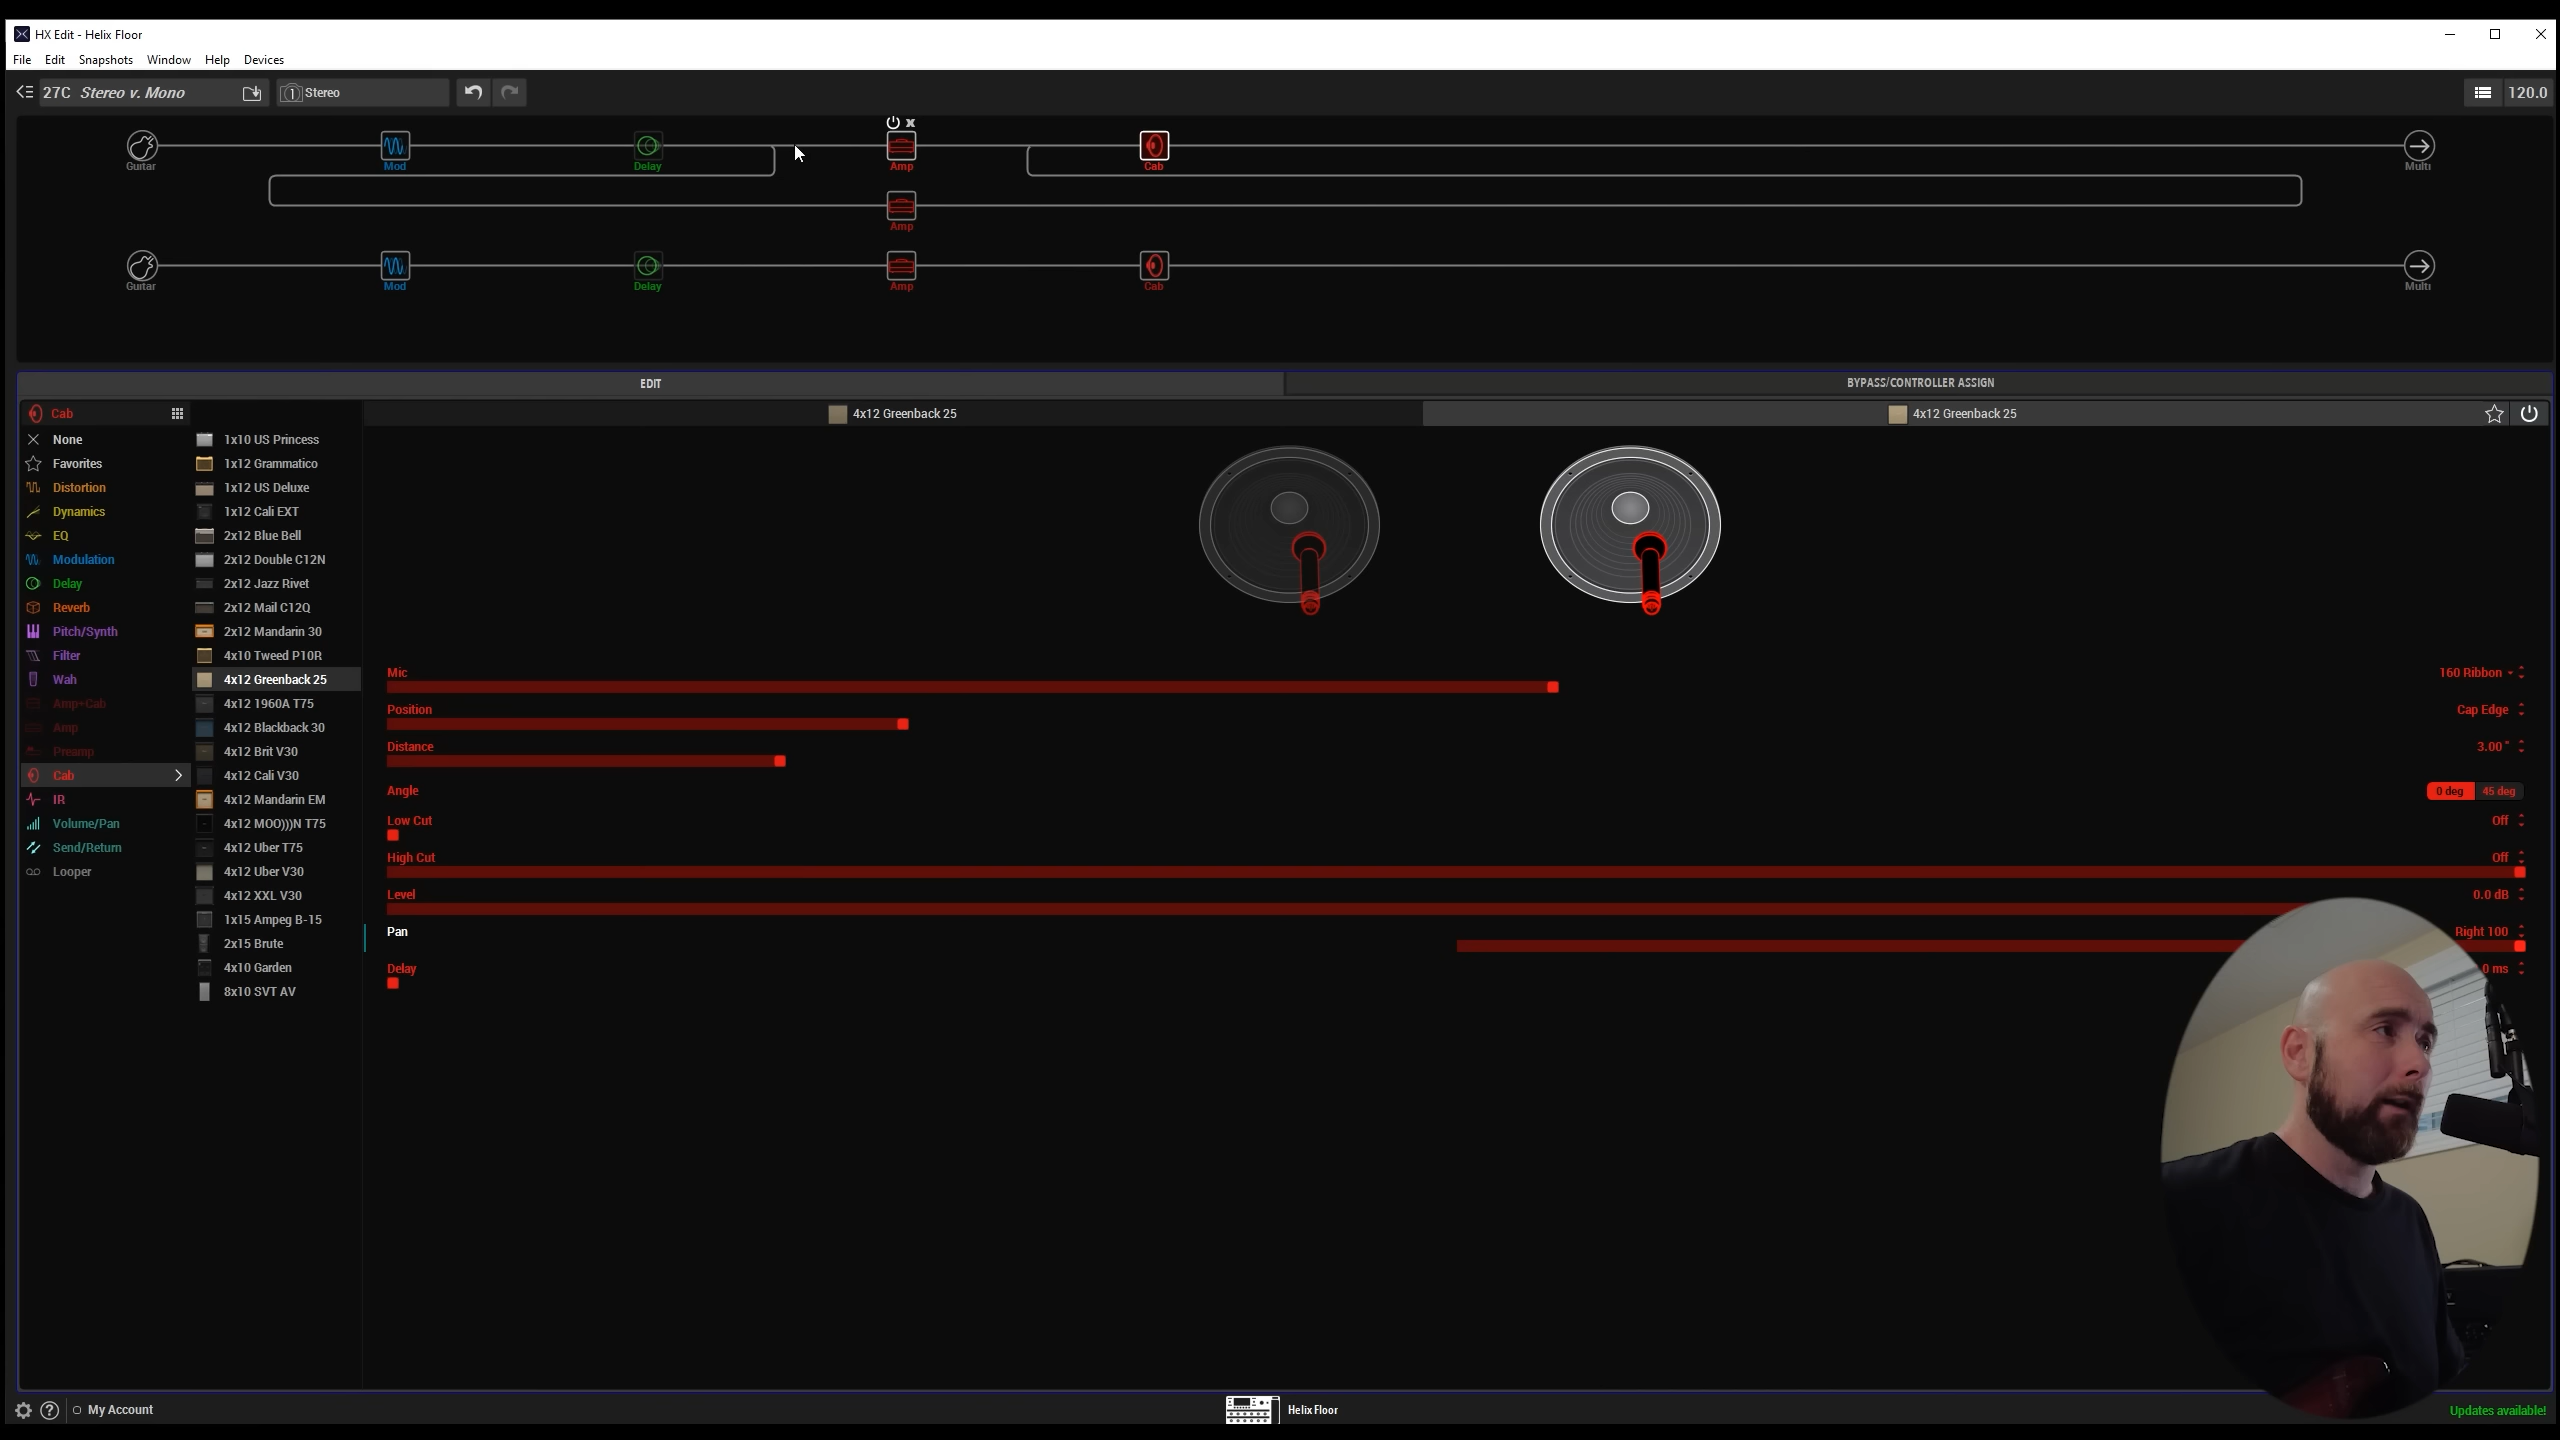 HX Edit - Helix Floor
File Edit Snapshots Window Help Devices
27C Stereo v. Mono 1 Stereo 120.0
Guitar Mod Delay Amp Cab Multi
Amp
Guitar Mod Delay Amp Cab Multi
EDIT BYPASS/CONTROLLER ASSIGN
Cab 4x12 Greenback 25 4x12 Greenback 25
None
Favorites
Distortion
Dynamics
EQ
Modulation
Delay
Reverb
Pitch/Synth
Filter
Wah
Amp+Cab
Amp
Preamp
Cab
IR
Volume/Pan
Send/Return
Looper
1x10 US Princess
1x12 Grammatico
1x12 US Deluxe
1x12 Cali EXT
2x12 Blue Bell
2x12 Double C12N
2x12 Jazz Rivet
2x12 Mail C12Q
2x12 Mandarin 30
4x10 Tweed P10R
4x12 Greenback 25
4x12 1960A T75
4x12 Blackback 30
4x12 Brit V30
4x12 Cali V30
4x12 Mandarin EM
4x12 MOO)))N T75
4x12 Uber T75
4x12 Uber V30
4x12 XXL V30
1x15 Ampeg B-15
2x15 Brute
4x10 Garden
8x10 SVT AV
Mic 160 Ribbon
Position Cap Edge
Distance 3.00"
Angle 0 deg 45 deg
Low Cut Off
High Cut Off
Level 0.0 dB
Pan Right 100
Delay 0 ms
My Account Helix Floor Updates available!